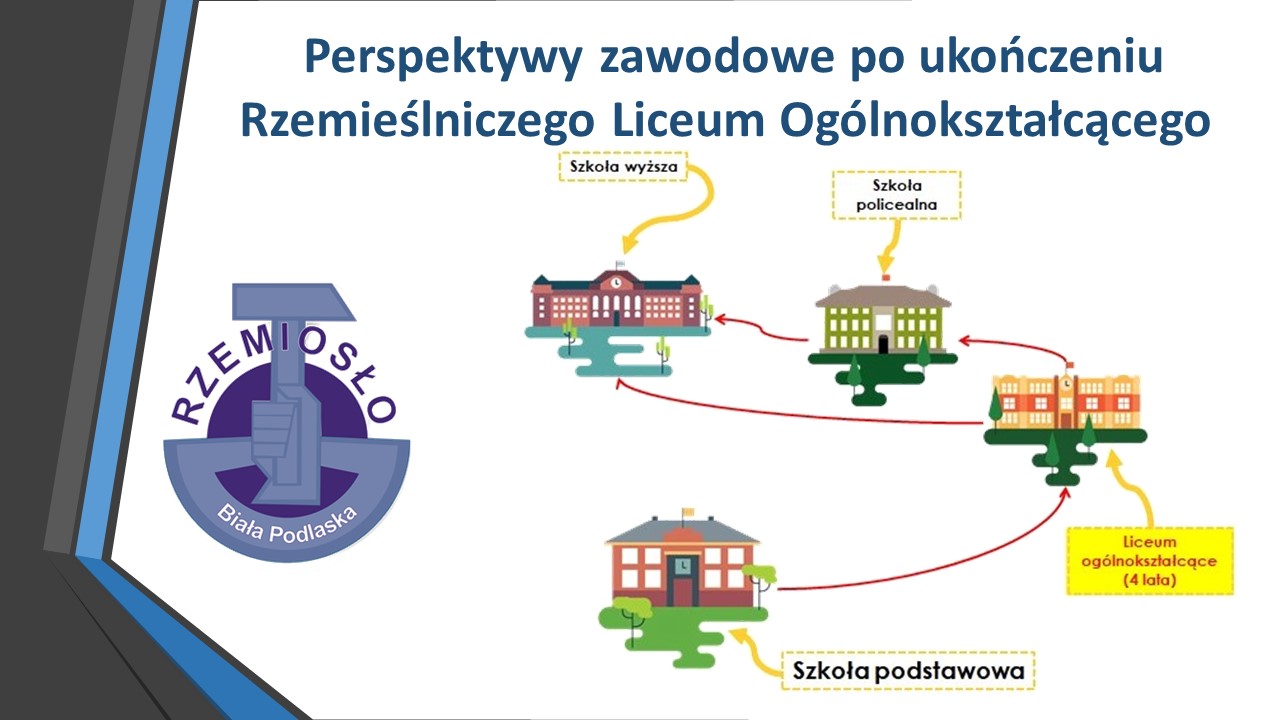 Perspektywy zawodowe po ukończeniu
Rzemieślniczego Liceum Ogólnokształcącego
Szkoła wyższa
Szkoła
policealna
RZEMIOSŁO
Biała Podlaska
Liceum
ogólnokształcące
(4 lata)
Szkoła podstawowa